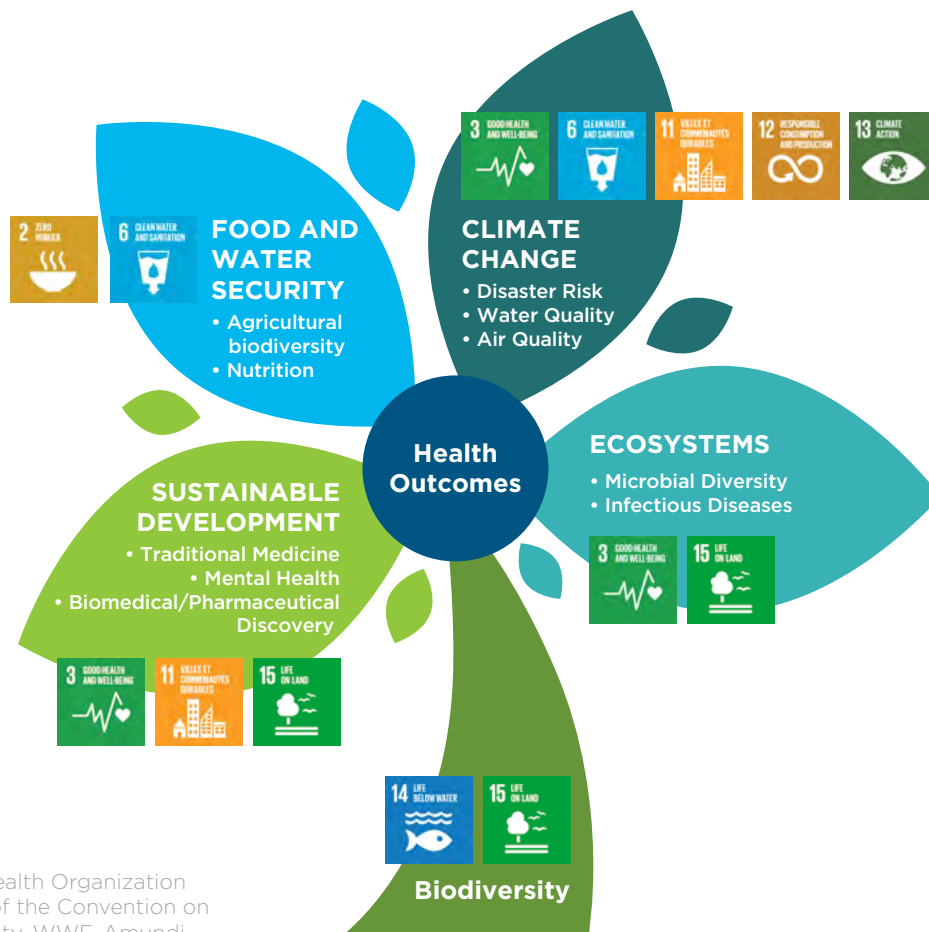 3 GOOD HEALTH
AND WELL-BEING
6 CLEAN WATER
AND SANITATION
11 VILLES ET
COMMUNAUTÉS
DURABLES
12 RESPONSIBLE
CONSUMPTION
AND PRODUCTION
13 CLIMATE
ACTION
2 ZERO
HUNGER
6 CLEAN WATER
AND SANITATION
FOOD AND
WATER
SECURITY
• Agricultural
biodiversity
• Nutrition
CLIMATE
CHANGE
• Disaster Risk
• Water Quality
• Air Quality
Health
Outcomes
ECOSYSTEMS
• Microbial Diversity
• Infectious Diseases
3 GOOD HEALTH
AND WELL-BEING
15 LIFE
ON LAND
SUSTAINABLE
DEVELOPMENT
• Traditional Medicine
• Mental Health
• Biomedical/Pharmaceutical
Discovery
3 GOOD HEALTH
AND WELL-BEING
11 VILLES ET
COMMUNAUTÉS
DURABLES
15 LIFE
ON LAND
14 LIFE
BELOW WATER
15 LIFE
ON LAND
Biodiversity
ealth Organization
of the Convention on
ty, WWF, Amundi